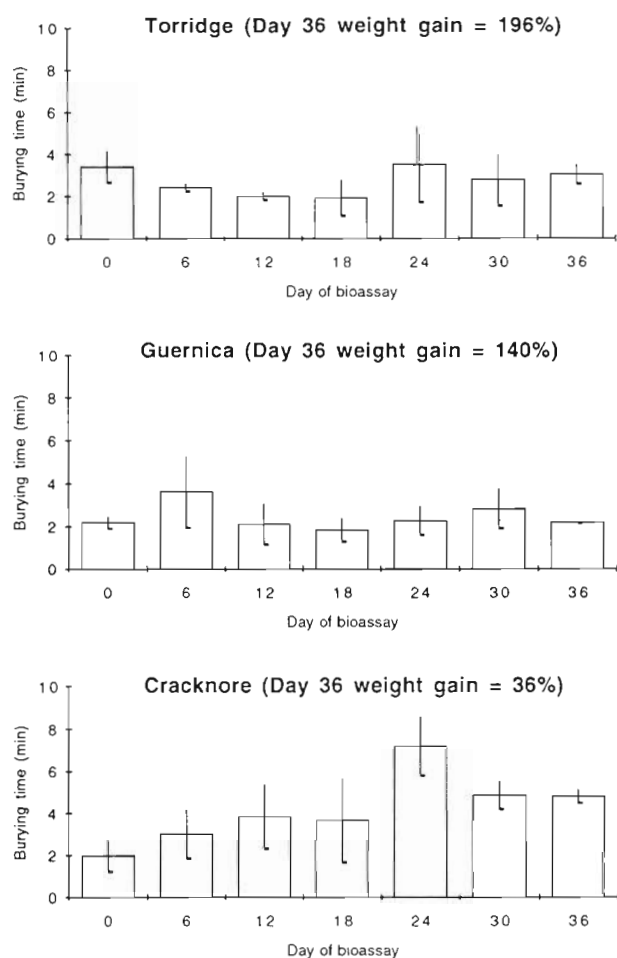 Torridge (Day 36 weight gain = 196%)
Burying time (min)
10
8
6
4
2
0
0 6 12 18 24 30 36
Day of bioassay
Guernica (Day 36 weight gain = 140%)
Burying time (min)
10
8
6
4
2
0
0 6 12 18 24 30 36
Day of bioassay
Cracknore (Day 36 weight gain = 36%)
Burying time (min)
10
8
6
4
2
0
0 6 12 18 24 30 36
Day of bioassay